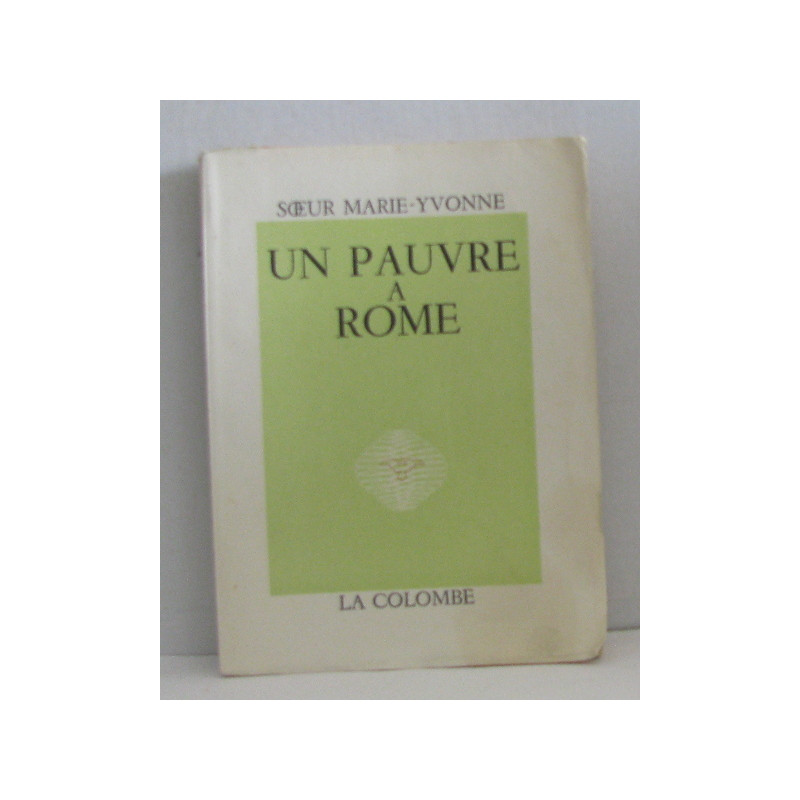 SŒUR MARIE-YVONNE
UN PAUVRE
A
ROME
LA COLOMBE